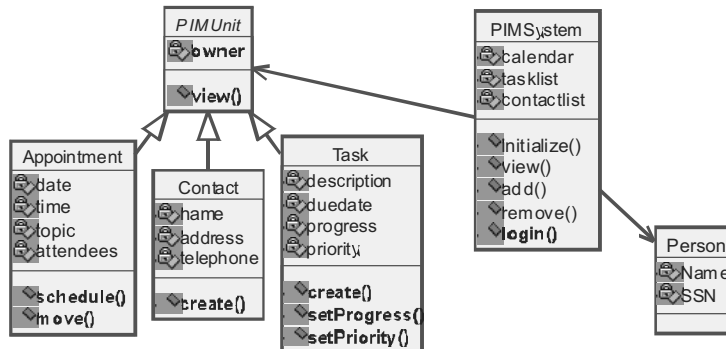 PIMUnit
owner
view()
PIMSystem
calendar
tasklist
contactlist
Initialize()
view()
add()
remove()
login()
Appointment
date
time
topic
attendees
schedule()
move()
Contact
name
address
telephone
create()
Task
description
duedate
progress
priority
create()
setProgress()
setPriority()
Person
Name
SSN